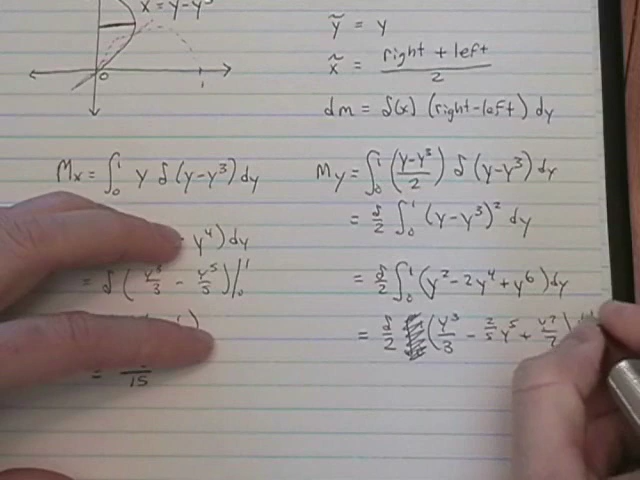 x = y-y³
0
1
ỹ = y
x̃ = right + left / 2
dm = δ(x) (right-left) dy
Mx = ∫₀¹ y δ (y-y³) dy
y⁴) dy
= δ ( y³/3 - y⁵/5 ) |₀¹
= /15
My = ∫₀¹ ( y-y³ / 2 ) δ (y-y³) dy
= δ/2 ∫₀¹ (y-y³)² dy
= δ/2 ∫₀¹ (y² - 2y⁴ + y⁶) dy
= δ/2 ( y³/3 - 2/5 y⁵ + y⁷/7 )